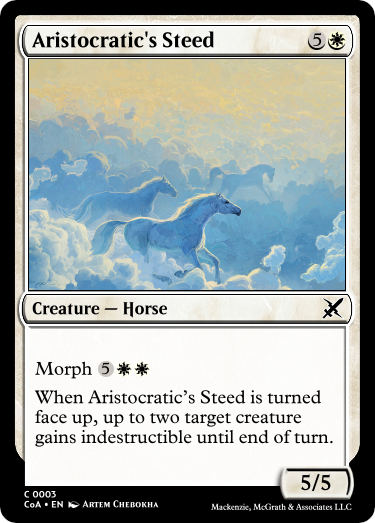 Aristocratic's Steed 5
Creature — Horse
Morph 5
When Aristocratic's Steed is turned
face up, up to two target creature
gains indestructible until end of turn.
5/5
C 0003
CoA • EN Artem Chebokha
Mackenzie, McGrath & Associates LLC